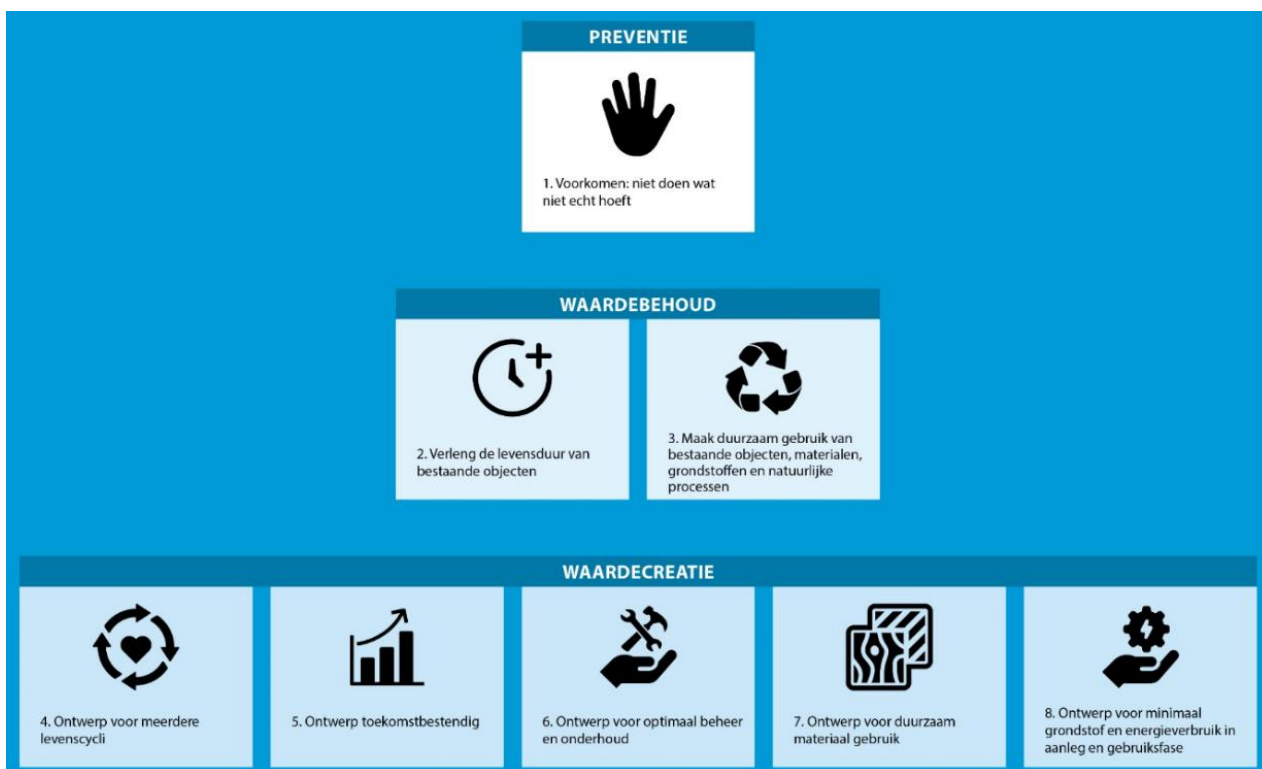 PREVENTIE
1. Voorkomen: niet doen wat
niet echt hoeft
WAARDEBEHOUD
2. Verleng de levensduur van
bestaande objecten
3. Maak duurzaam gebruik van
bestaande objecten, materialen,
grondstoffen en natuurlijke
processen
WAARDECREATIE
4. Ontwerp voor meerdere
levenscycli
5. Ontwerp toekomstbestendig
6. Ontwerp voor optimaal beheer
en onderhoud
7. Ontwerp voor duurzaam
materiaal gebruik
8. Ontwerp voor minimaal
grondstof en energieverbruik in
aanleg en gebruiksfase